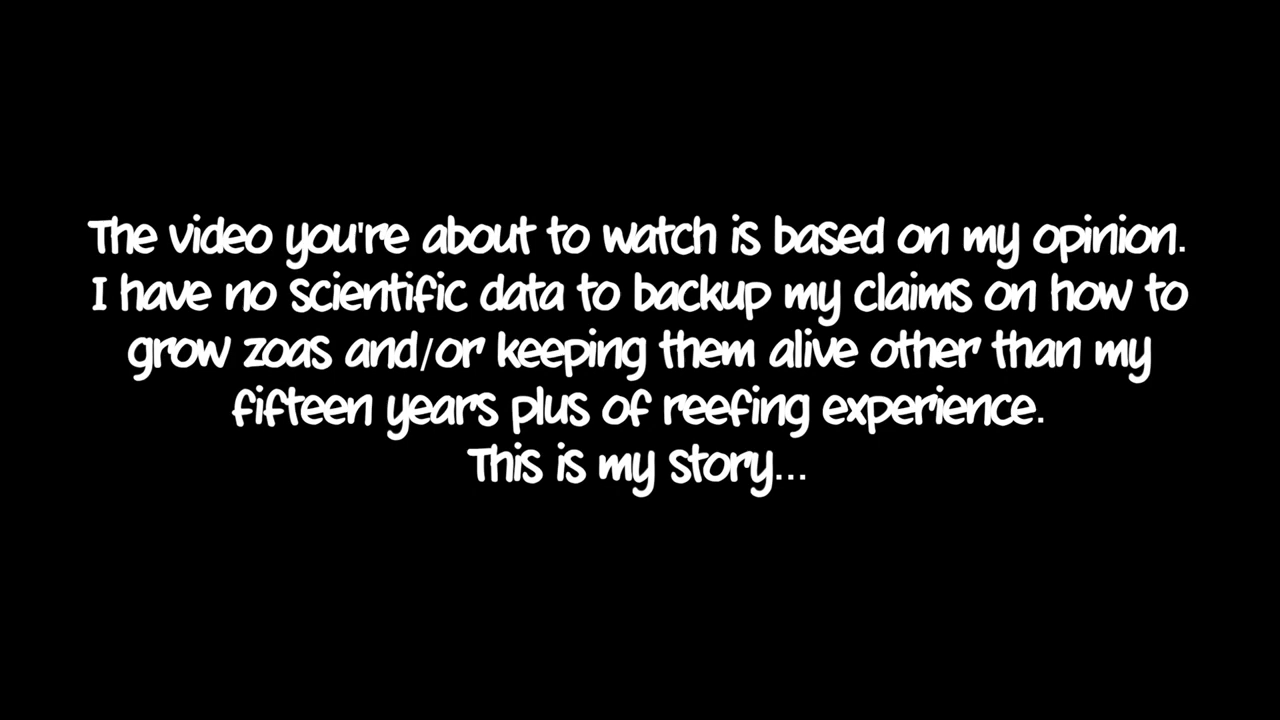 The video you're about to watch is based on my opinion.
I have no scientific data to backup my claims on how to
grow zoas and/or keeping them alive other than my
fifteen years plus of reefing experience.
This is my story...